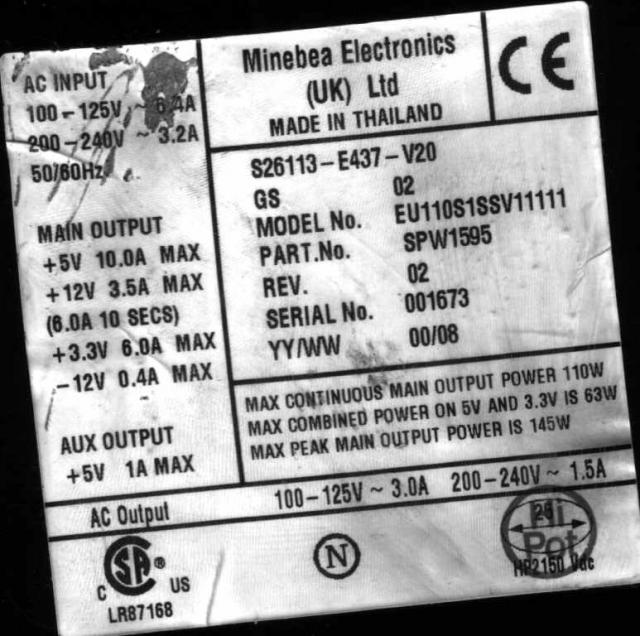 AC INPUT
100-125V ~ 6.4A
200-240V ~ 3.2A
50/60Hz
MAIN OUTPUT
+5V 10.0A MAX
+12V 3.5A MAX
(6.0A 10 SECS)
+3.3V 6.0A MAX
-12V 0.4A MAX
AUX OUTPUT
+5V 1A MAX
Minebea Electronics
(UK) Ltd
MADE IN THAILAND
CE
S26113-E437-V20
GS 02
MODEL No. EU110S1SSV11111
PART.No. SPW1595
REV. 02
SERIAL No. 001673
YY/WW 00/08
MAX CONTINUOUS MAIN OUTPUT POWER 110W
MAX COMBINED POWER ON 5V AND 3.3V IS 63W
MAX PEAK MAIN OUTPUT POWER IS 145W
AC Output 100-125V ~ 3.0A 200-240V ~ 1.5A
C SA ® US
LR87168
N
Hi
26
Pot
HP2150 Vdc